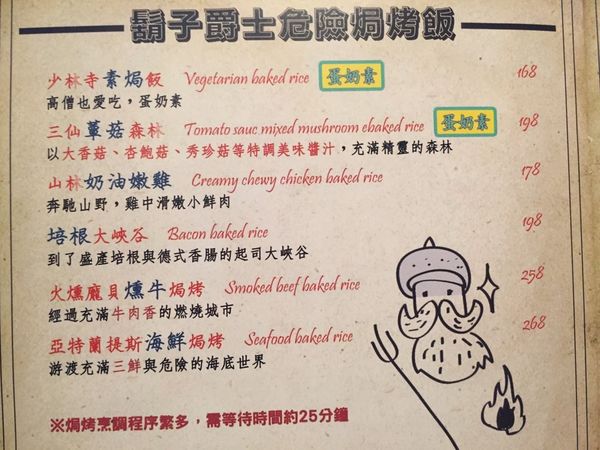 鬍子爵士危險焗烤飯
少林寺素焗飯 Vegetarian baked rice 蛋奶素 168
高僧也愛吃，蛋奶素
三仙蕈菇森林 Tomato sauc mixed mushroom ebaked rice 蛋奶素 198
以大香菇、杏鮑菇、秀珍菇等特調美味醬汁，充滿精靈的森林
山林奶油嫩雞 Creamy chewy chicken baked rice 178
奔馳山野，雞中滑嫩小鮮肉
培根大峽谷 Bacon baked rice 198
到了盛產培根與德式香腸的起司大峽谷
火燻龐貝燻牛焗烤 Smoked beef baked rice 258
經過充滿牛肉香的燃燒城市
亞特蘭提斯海鮮焗烤 Seafood baked rice 268
游渡充滿三鮮與危險的海底世界
※焗烤烹調程序繁多，需等待時間約25分鐘